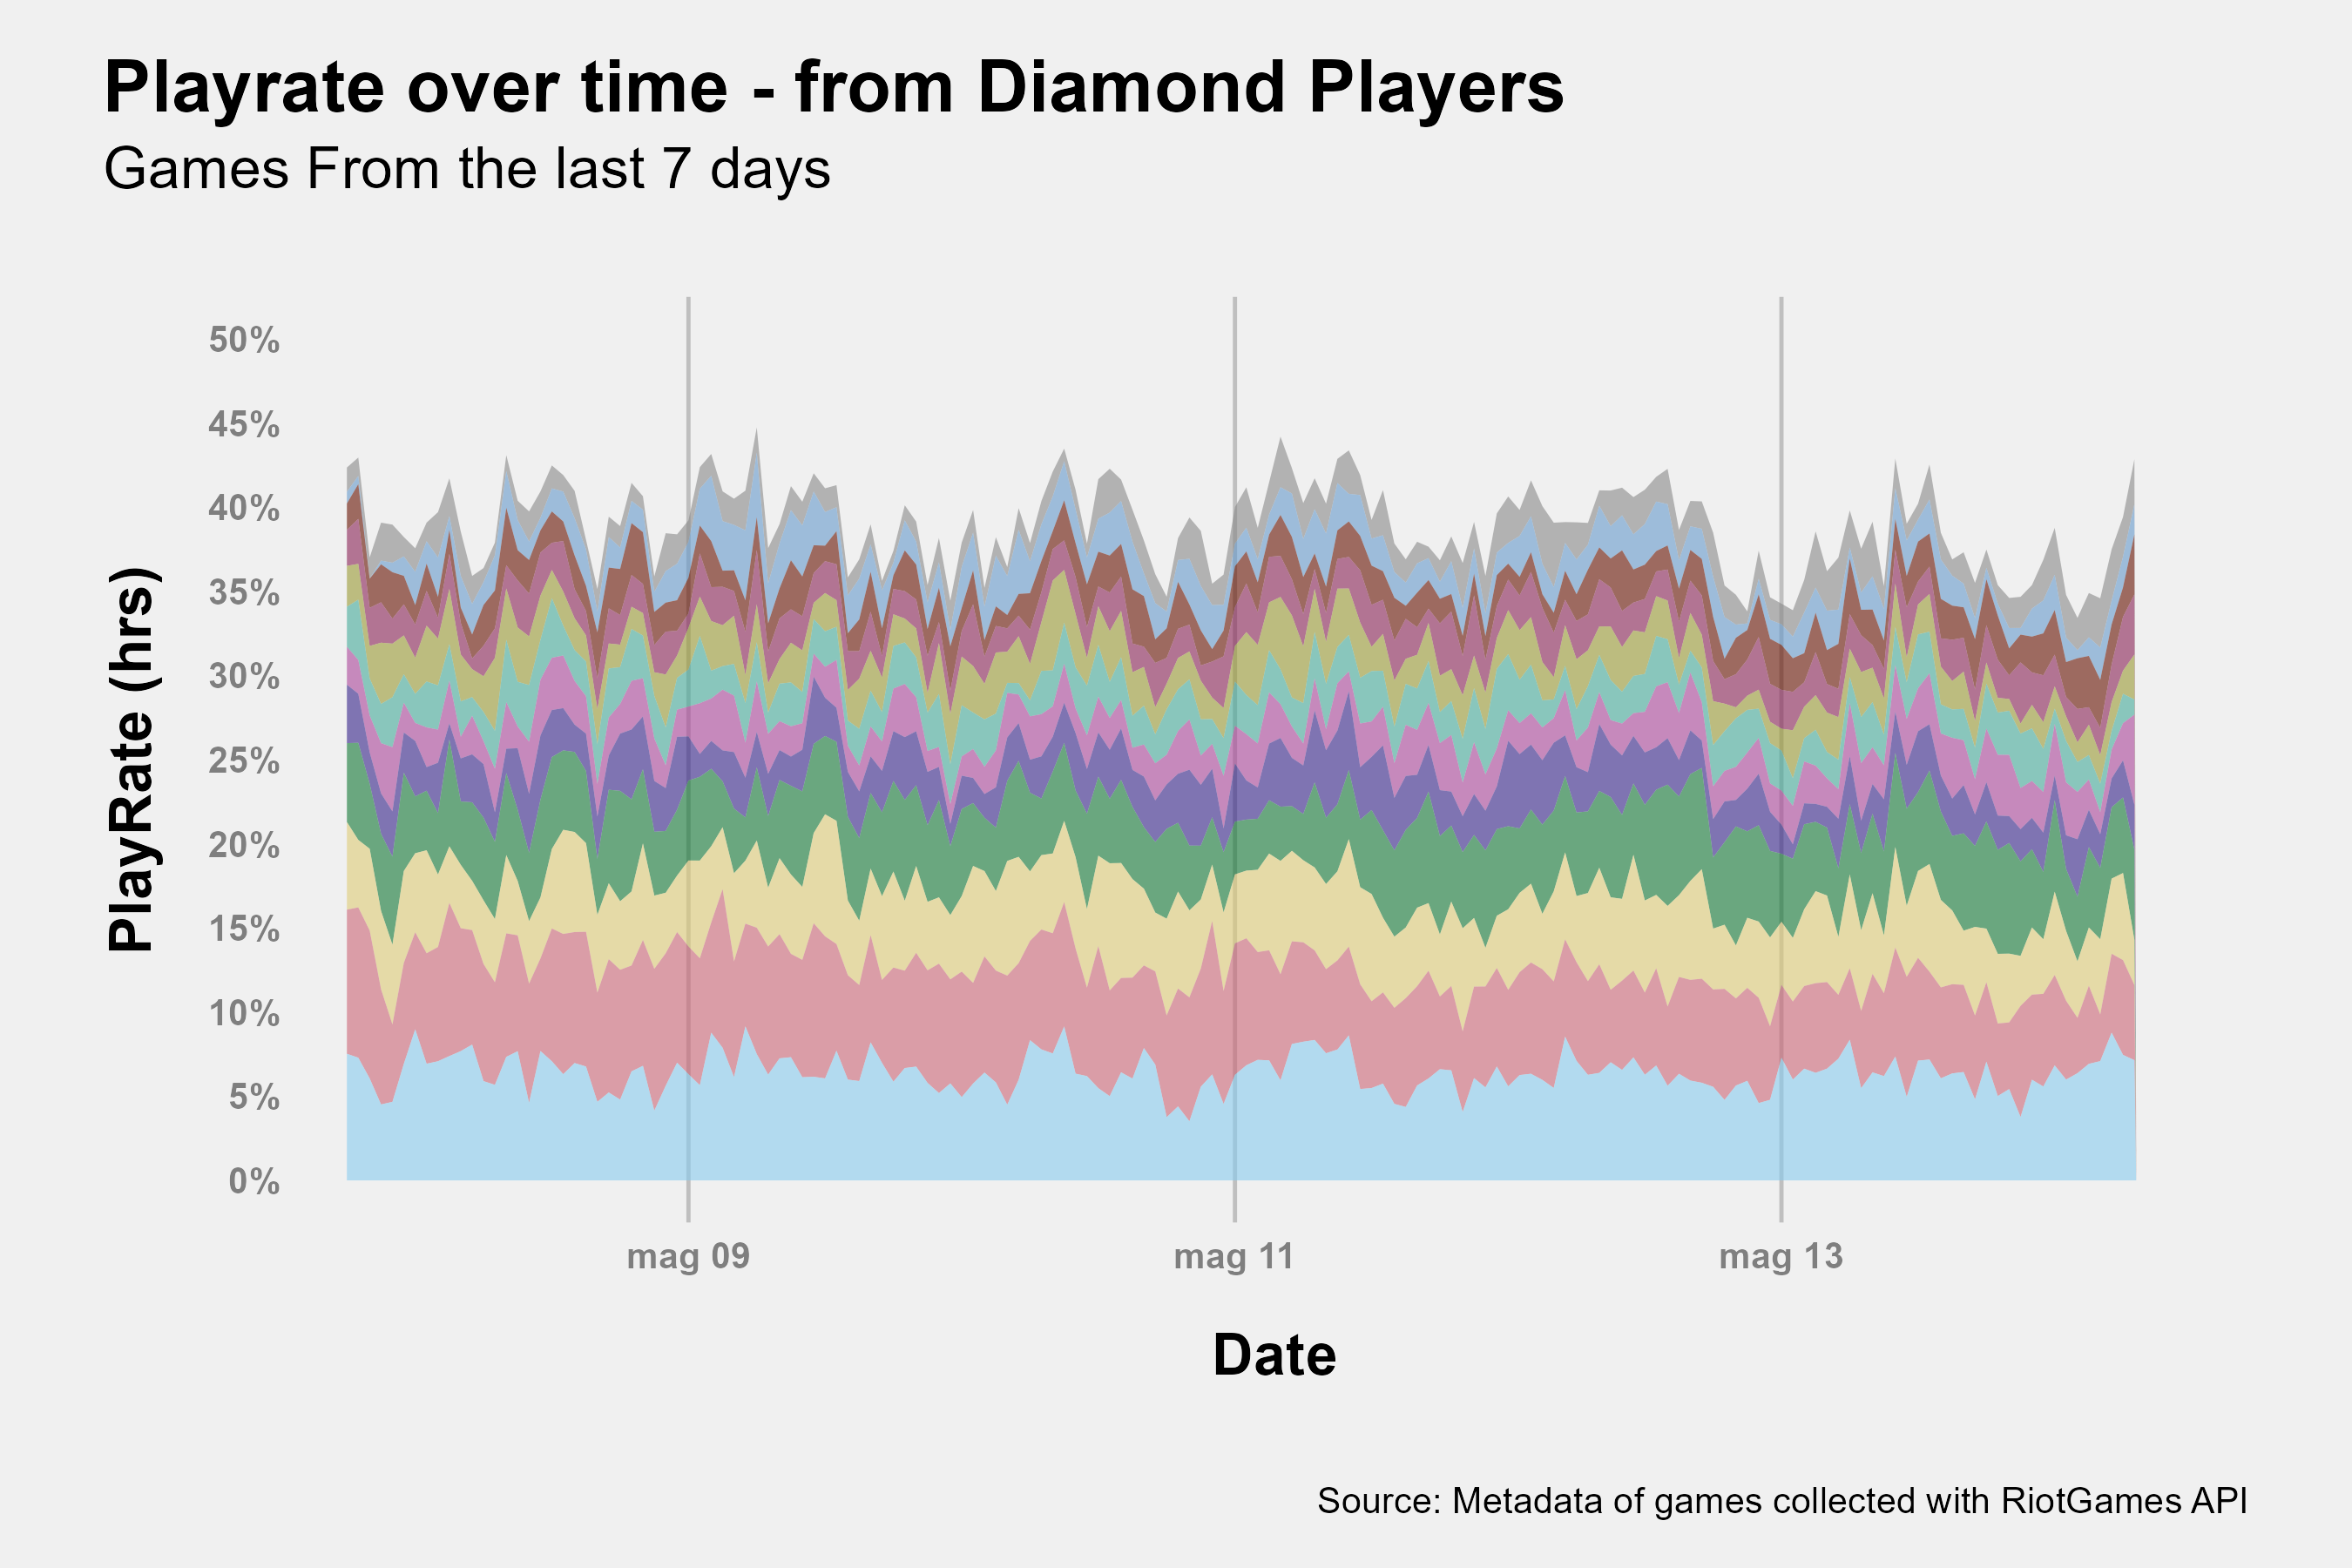 Playrate over time - from Diamond Players
Games From the last 7 days
PlayRate (hrs)
50%
45%
40%
35%
30%
25%
20%
15%
10%
5%
0%
mag 09
mag 11
mag 13
Date
Source: Metadata of games collected with RiotGames API